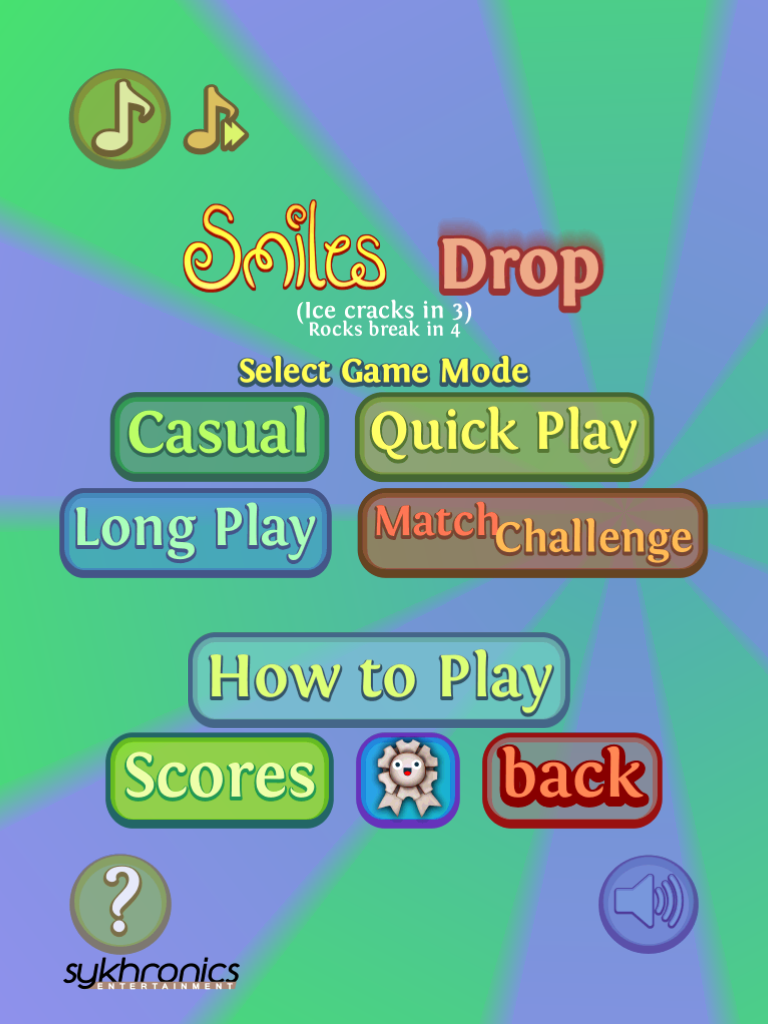 Smiles Drop
(Ice cracks in 3)
Rocks break in 4
Select Game Mode
Casual
Quick Play
Long Play
Match Challenge
How to Play
Scores
back
?
sykhronics
ENTERTAINMENT